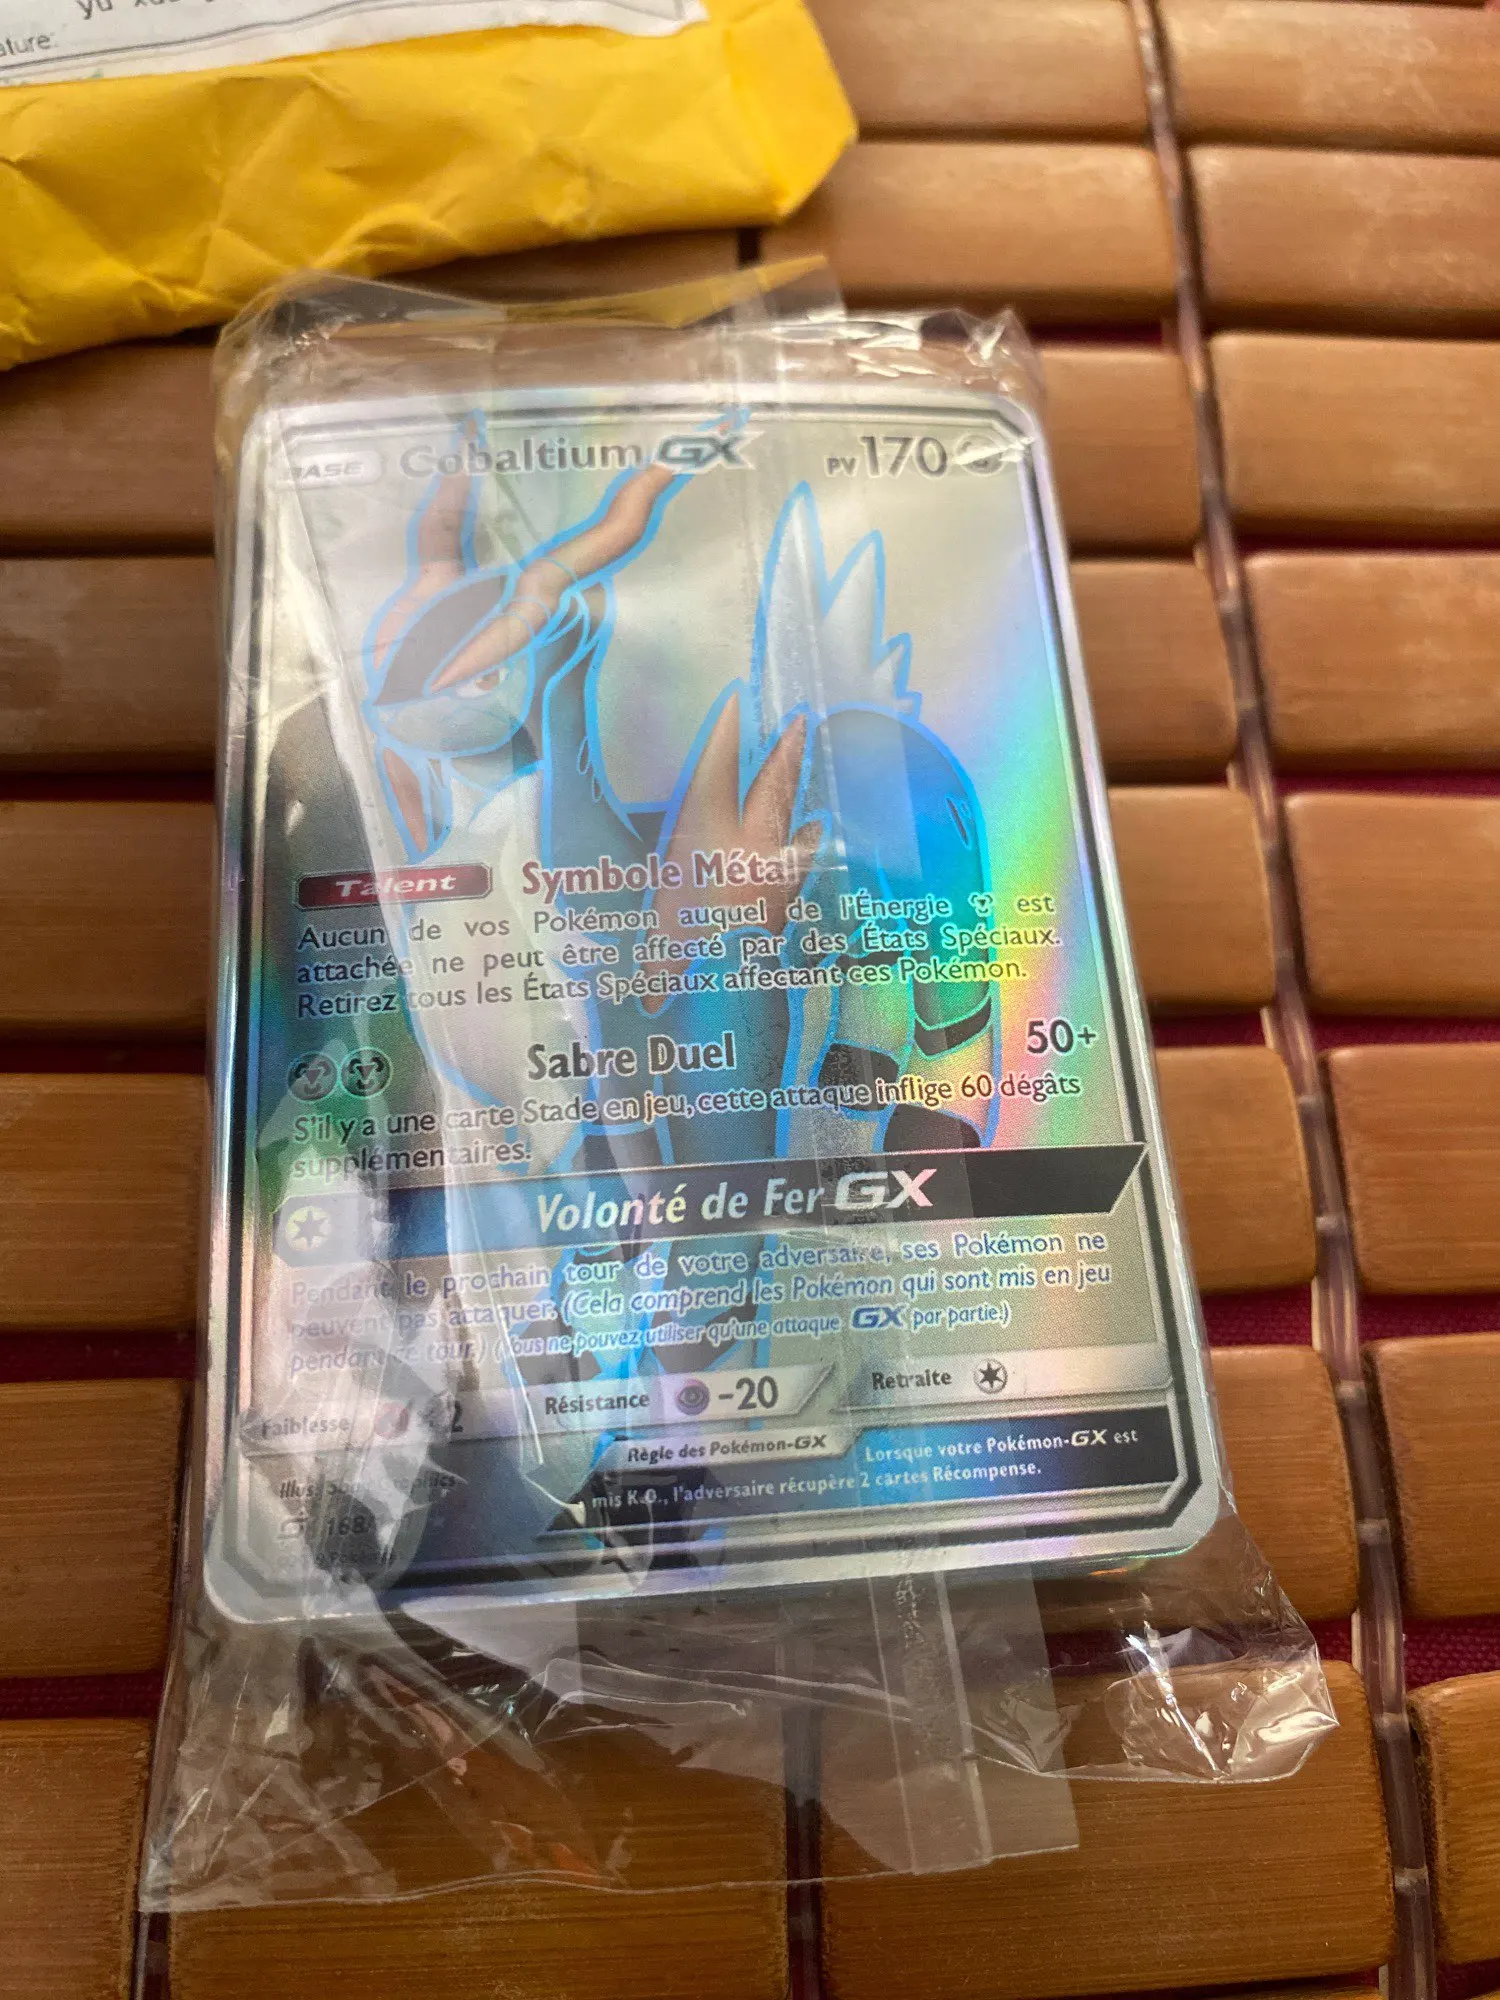 ature:
BASE Cobaltium GX PV 170
Talent Symbole Métal
Aucun de vos Pokémon auquel de l'Énergie est
attachée ne peut être affecté par des États Spéciaux.
Retirez tous les États Spéciaux affectant ces Pokémon.
Sabre Duel 50+
S'il y a une carte Stade en jeu, cette attaque inflige 60 dégâts
supplémentaires.
Volonté de Fer GX
Pendant le prochain tour de votre adversaire, ses Pokémon ne
peuvent pas attaquer. (Cela comprend les Pokémon qui sont mis en jeu
pendant ce tour.) (Vous ne pouvez utiliser qu'une attaque GX par partie.)
Faiblesse ×2 Résistance -20 Retraite
Règle des Pokémon-GX Lorsque votre Pokémon-GX est
mis K.O., l'adversaire récupère 2 cartes Récompense.
Illus.
168/